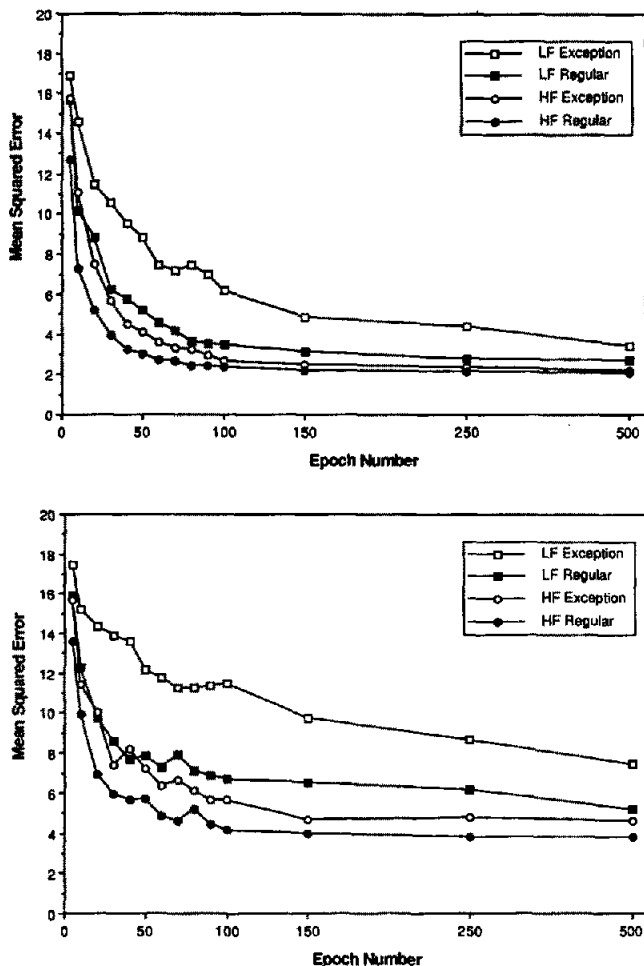 20
18
16
14
12
10
8
6
4
2
0
Mean Squared Error
LF Exception
LF Regular
HF Exception
HF Regular
0 50 100 150 250 500
Epoch Number
20
18
16
14
12
10
8
6
4
2
0
Mean Squared Error
LF Exception
LF Regular
HF Exception
HF Regular
0 50 100 150 250 500
Epoch Number